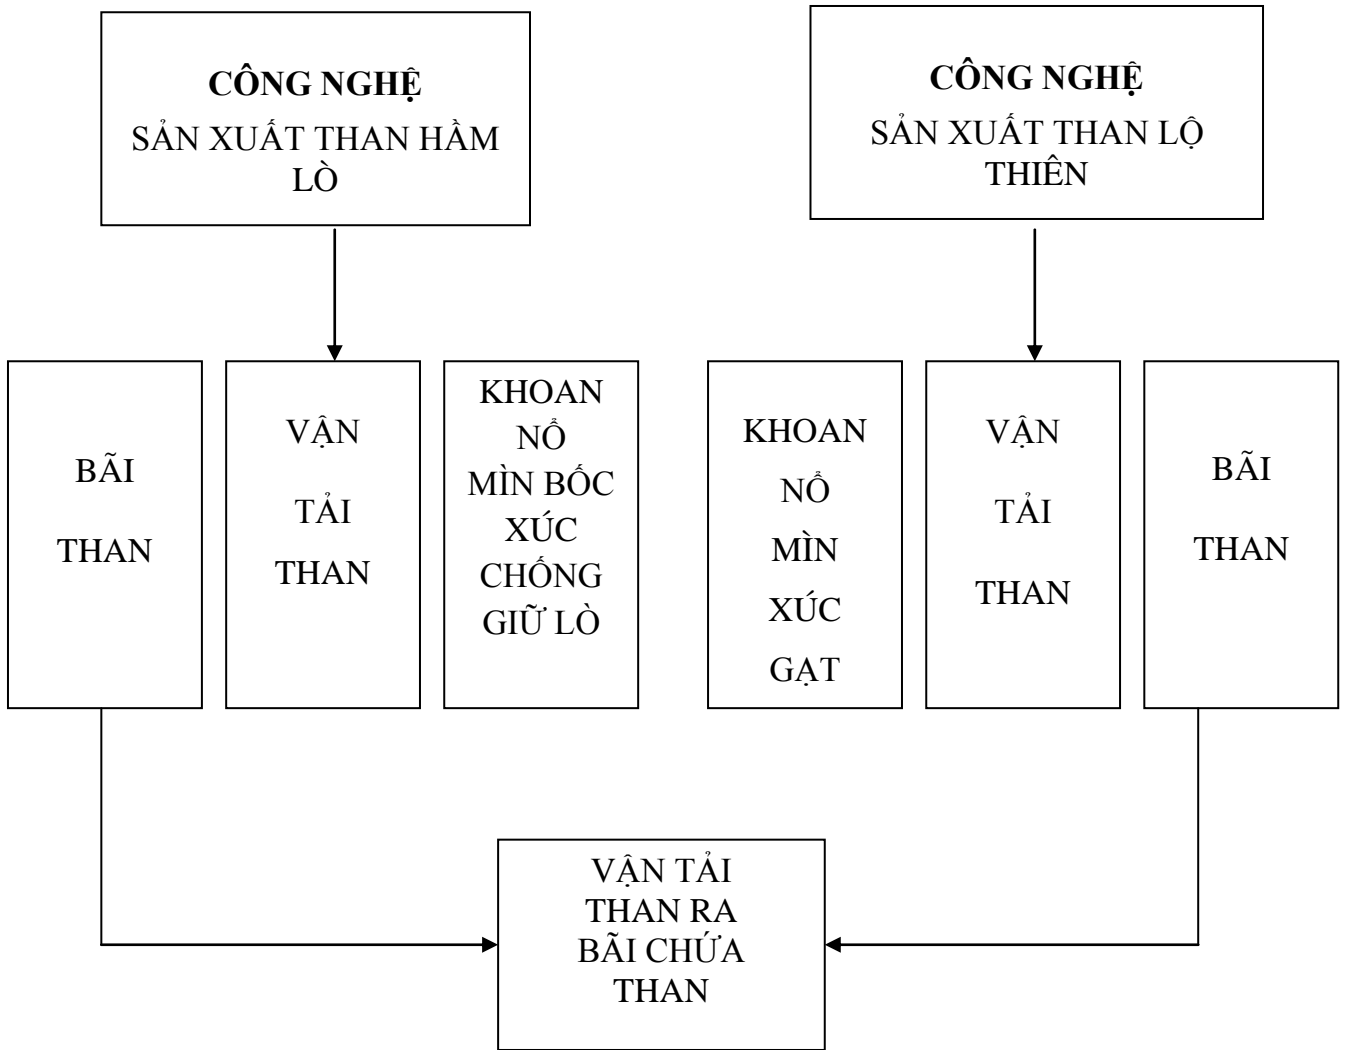 CÔNG NGHỆ
SẢN XUẤT THAN HẦM
LÒ
CÔNG NGHỆ
SẢN XUẤT THAN LỘ
THIÊN
BÃI
THAN
VẬN
TẢI
THAN
KHOAN
NỔ
MÌN BỐC
XÚC
CHỐNG
GIỮ LÒ
KHOAN
NỔ
MÌN
XÚC
GẠT
VẬN
TẢI
THAN
BÃI
THAN
VẬN TẢI
THAN RA
BÃI CHỨA
THAN